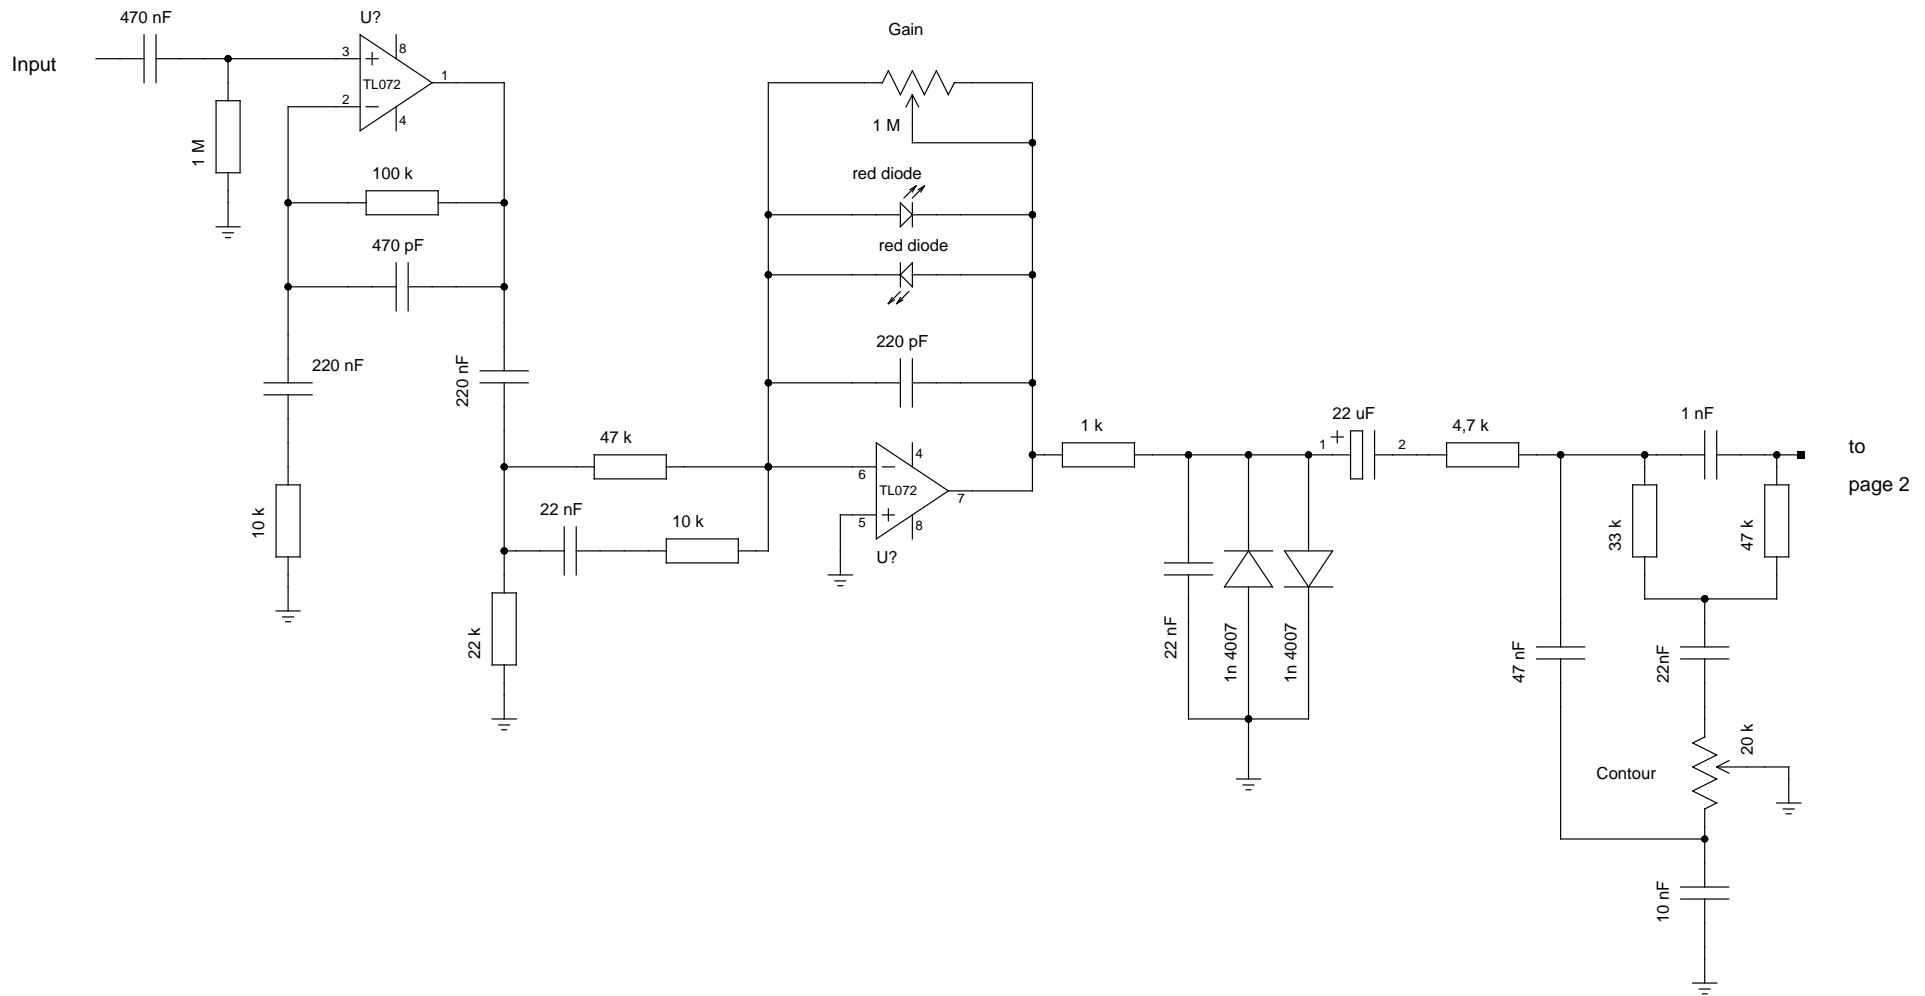 470 nF
U?
Input
3
8
TL072
1
2
4
1 M
100 k
470 pF
220 nF
10 k
220 nF
47 k
22 nF
10 k
22 k
Gain
1 M
red diode
red diode
220 pF
4
6
TL072
7
5
8
U?
1 k
22 nF
1n 4007
1n 4007
22 uF
1
+
2
4,7 k
1 nF
to
page 2
33 k
47 k
47 nF
22nF
20 k
Contour
10 nF